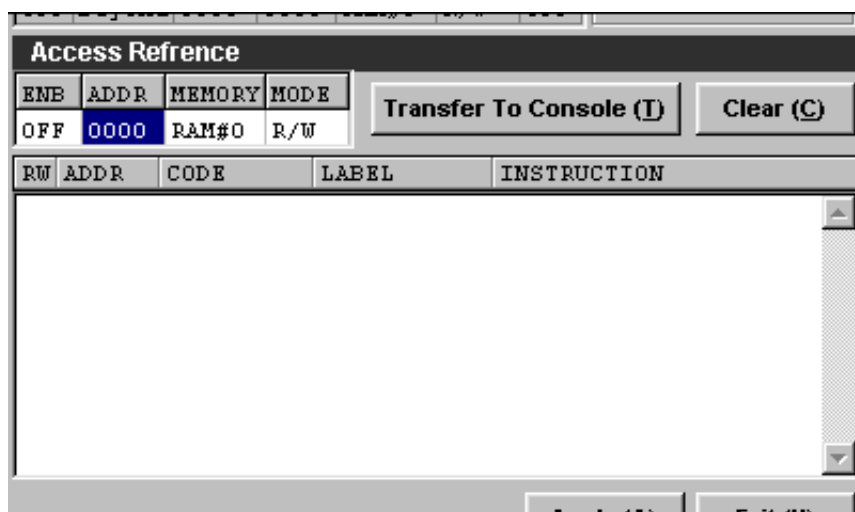 Access Refrence
ENB ADDR MEMORY MODE
OFF 0000 RAM#0 R/W
Transfer To Console (T) Clear (C)
RW ADDR CODE LABEL INSTRUCTION